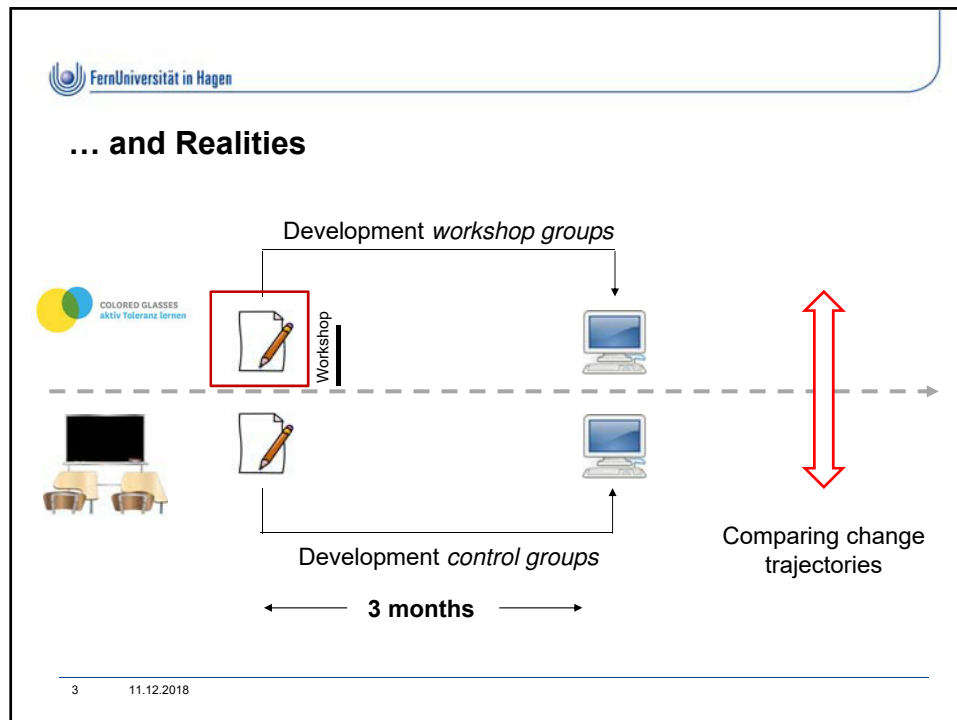 FernUniversität in Hagen
… and Realities
Development workshop groups
COLORED GLASSES
aktiv Toleranz lernen
Workshop
Development control groups
Comparing change
trajectories
3 months
3 11.12.2018